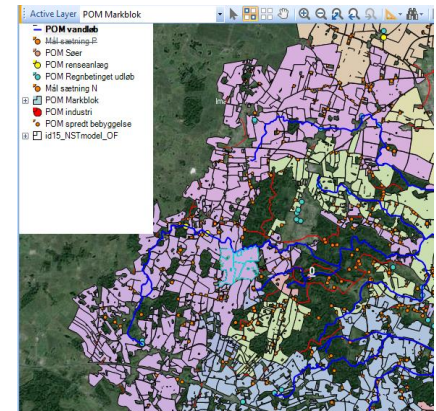 Active Layer POM Markblok
POM vandløb
Mål sætning P
POM Søer
POM renseanlæg
POM Regnbetinget udløb
Mål sætning N
POM Markblok
POM industri
POM spredt bebyggelse
id15_NSTmodel_OF
0